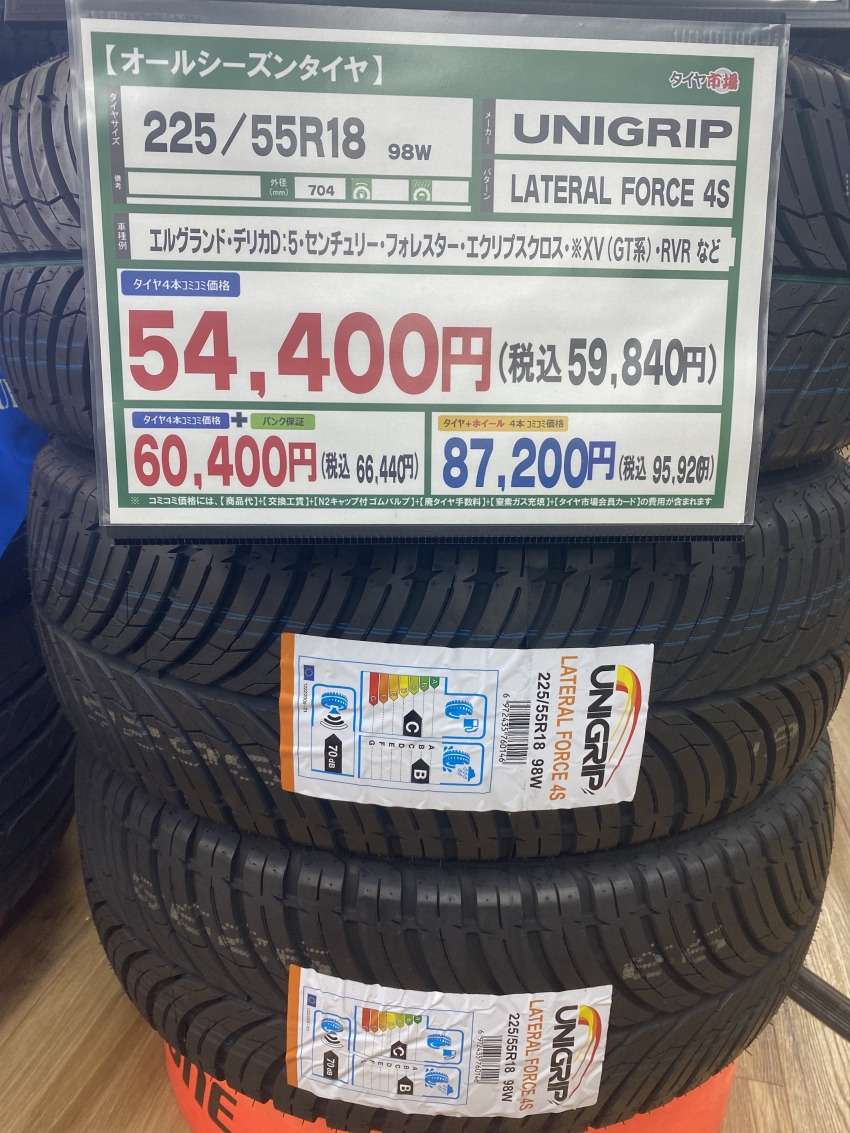 【オールシーズンタイヤ】
タイヤ市場
タイヤサイズ
225/55R18 98W
メーカー
UNIGRIP
備考
外径(mm)
704
パターン
LATERAL FORCE 4S
車種例
エルグランド・デリカD:5・センチュリー・フォレスター・エクリプスクロス・※XV(GT系)・RVR など
タイヤ4本コミコミ価格
54,400円(税込 59,840円)
タイヤ4本コミコミ価格+パンク保証
60,400円(税込 66,440円)
タイヤ+ホイール 4本 コミコミ価格
87,200円(税込 95,920円)
※ コミコミ価格には、【商品代】+【交換工賃】+【N2キャップ付ゴムバルブ】+【廃タイヤ手数料】+【窒素ガス充填】+【タイヤ市場会員カード】の費用が含まれます
UNIGRIP
LATERAL FORCE 4S
225/55R18 98W
6972435760146
A
C
A B C D E F G
B
70 dB
UNIGRIP
LATERAL FORCE 4S
225/55R18 98W
6972435760146
C
B
70 dB